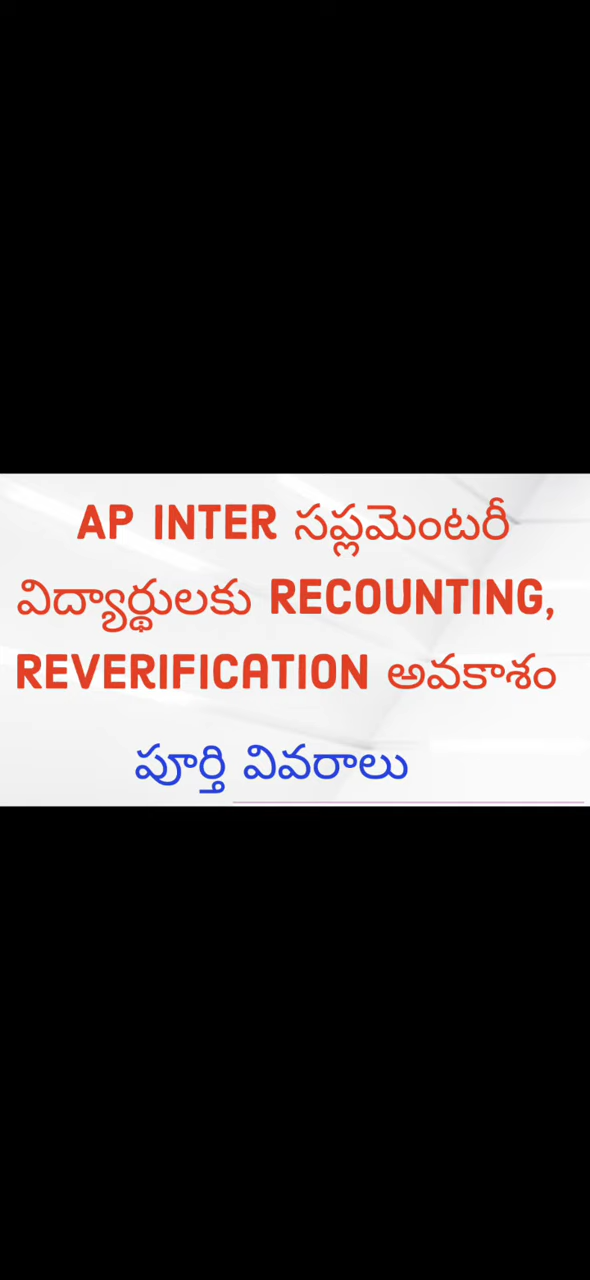 AP INTER సప్లమెంటరీ
విద్యార్థులకు RECOUNTING,
REVERIFICATION అవకాశం
పూర్తి వివరాలు